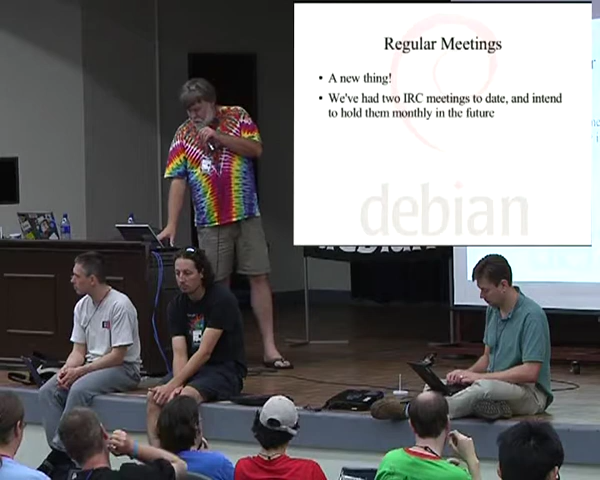 Regular Meetings
• A new thing!
• We've had two IRC meetings to date, and intend
to hold them monthly in the future
debian